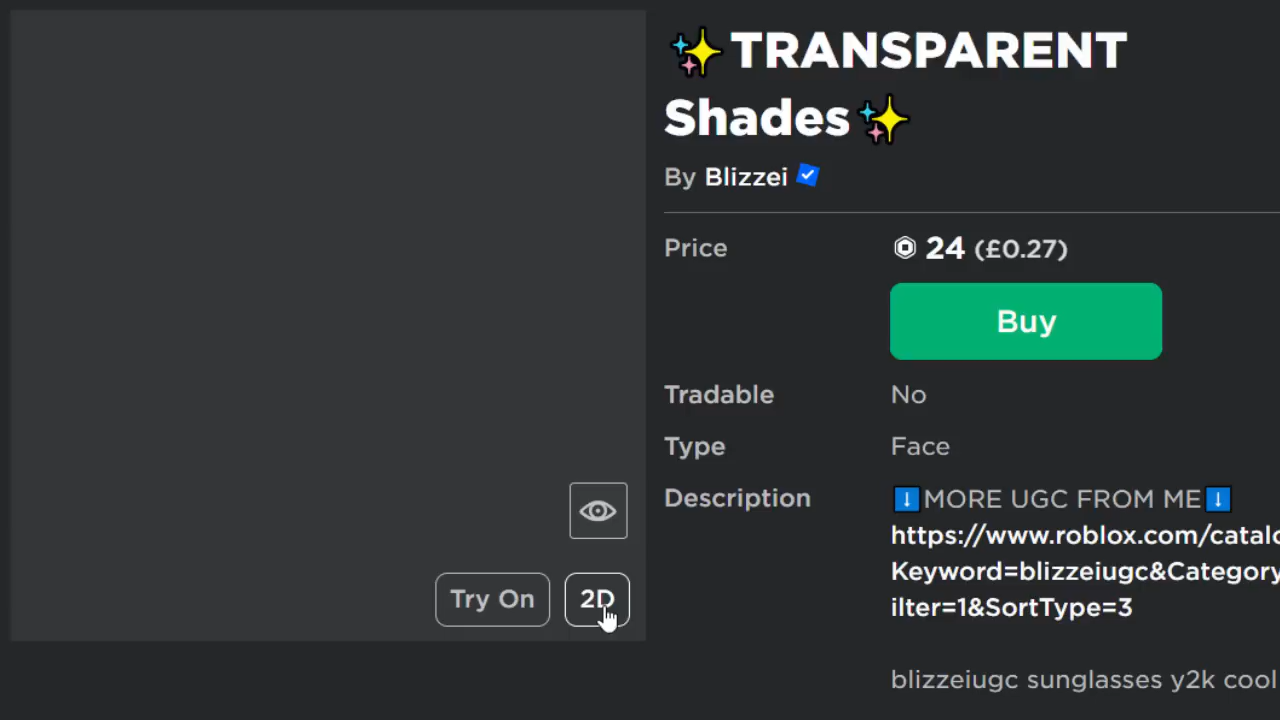 ✨TRANSPARENT
Shades✨
By Blizzei
Price
24 (£0.27)
Buy
Tradable
No
Type
Face
Description
⬇️MORE UGC FROM ME⬇️
https://www.roblox.com/catalo
Keyword=blizzeiugc&Category
ilter=1&SortType=3
blizzeiugc sunglasses y2k cool
Try On
2D